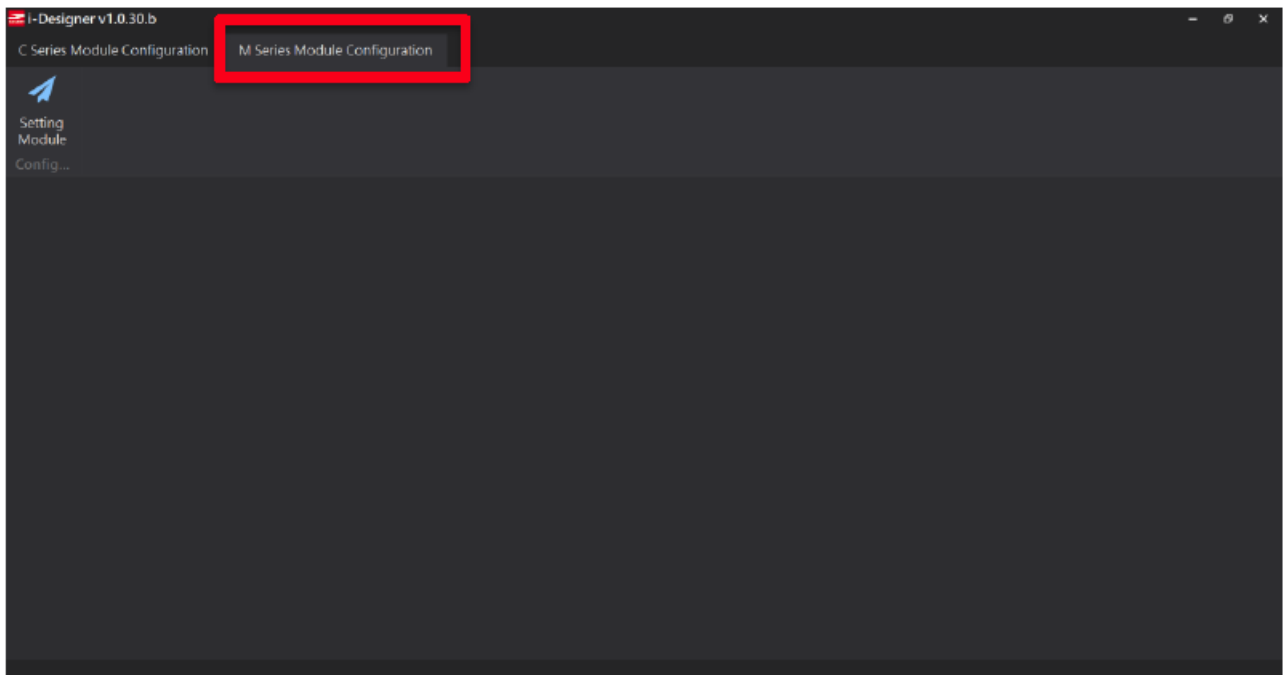 i-Designer v1.0.30.b
C Series Module Configuration
M Series Module Configuration
Setting
Module
Config...